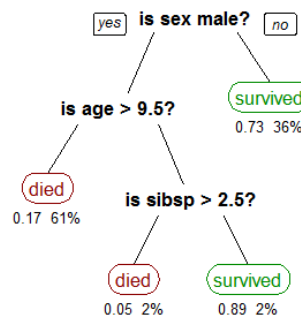 yes is sex male? no
is age > 9.5?
survived
0.73 36%
died
0.17 61%
is sibsp > 2.5?
died survived
0.05 2% 0.89 2%